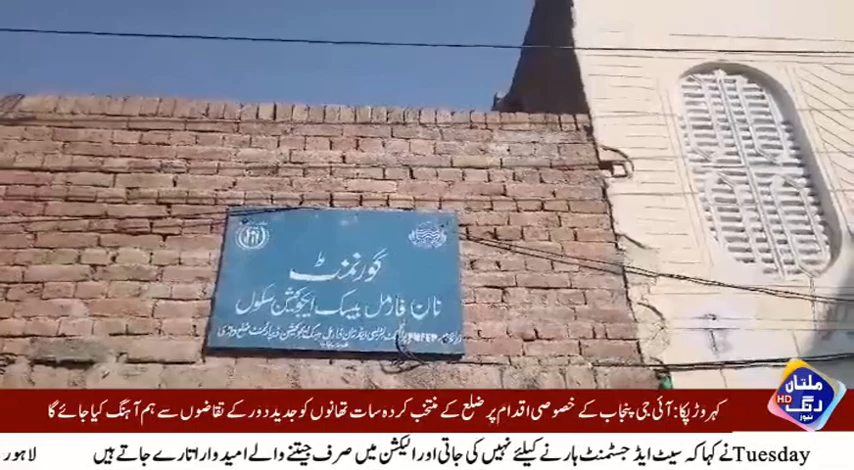 گورنمنٹ
نان فارمل بیسک ایجوکیشن سکول
ملتان
HD رنگ
نیوز
کہروڑپکا: آئی جی پنجاب کے خصوصی اقدام پر ضلع کے منتخب کردہ سات تھانوں کو جدید دور کے تقاضوں سے ہم آہنگ کیا جائے گا
Tuesday نے کہا کہ سیٹ ایڈجسٹمنٹ ہارنے کیلئے نہیں کی جاتی اور الیکشن میں صرف جیتنے والے امیدوار اتارے جاتے ہیں
لاہور